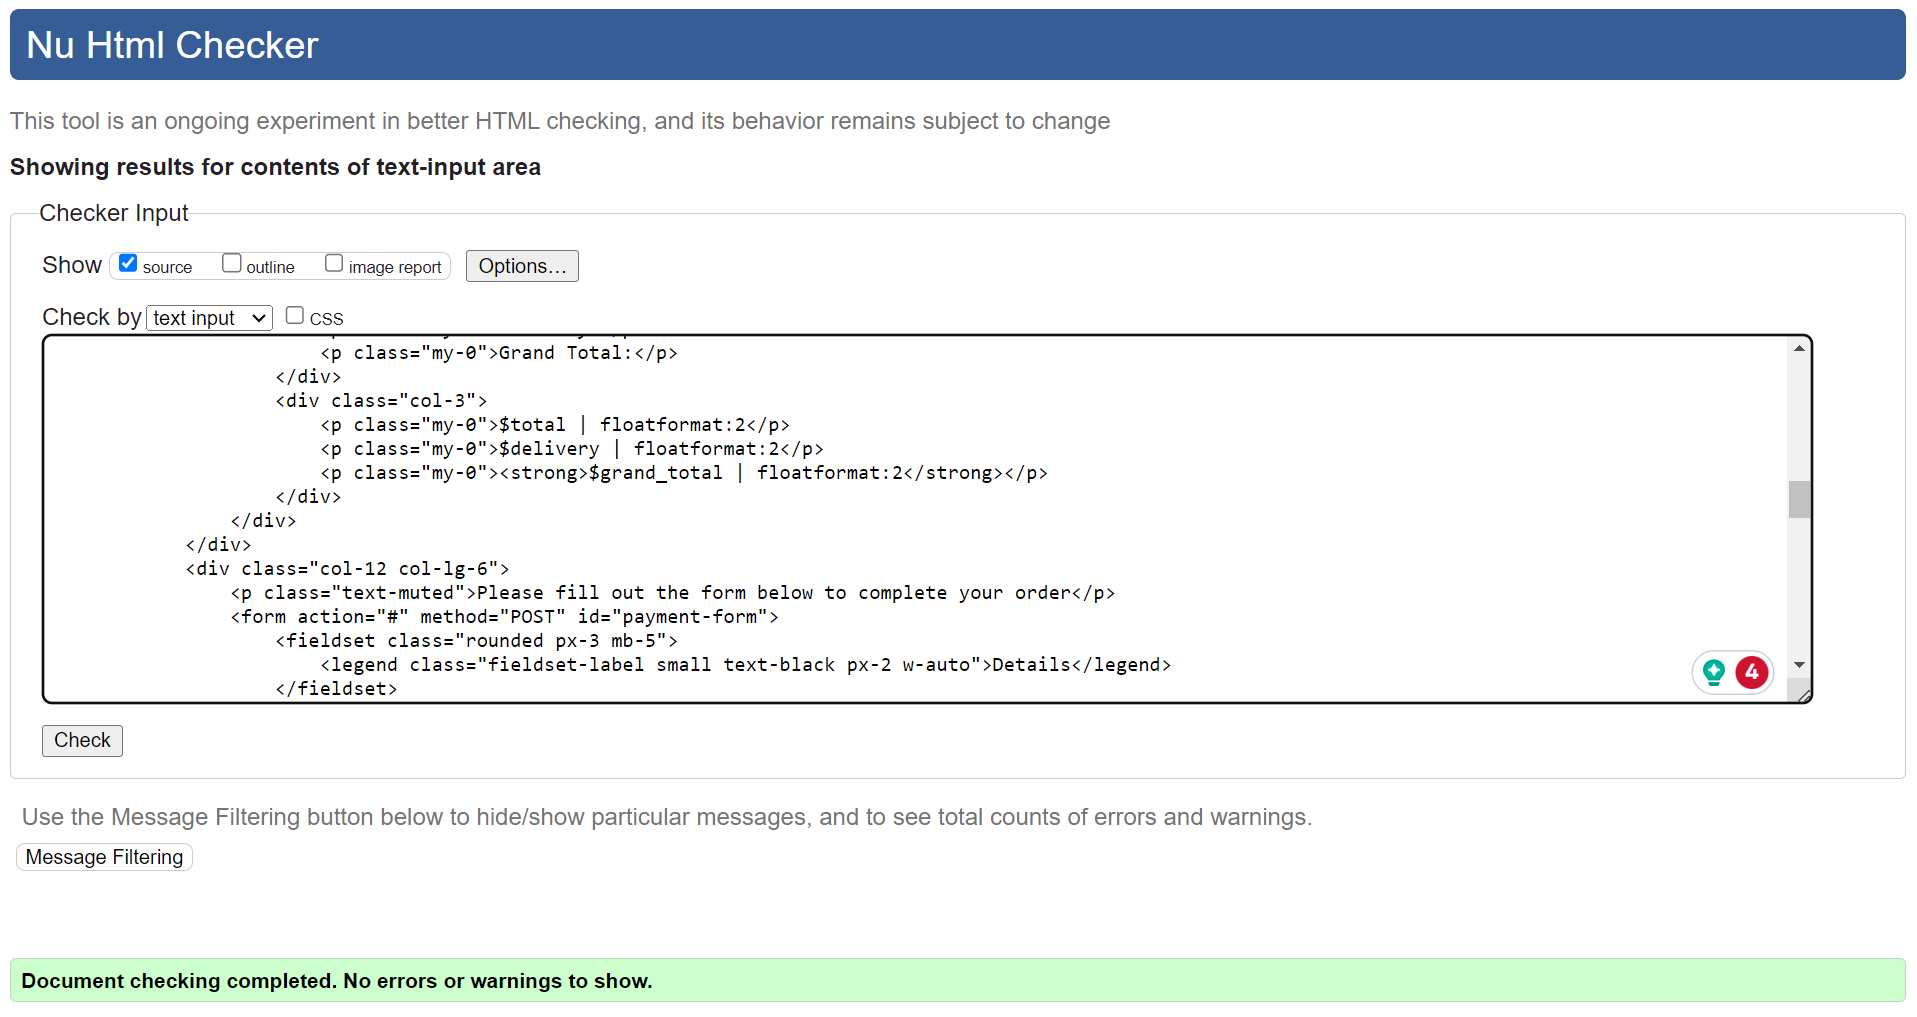 Nu Html Checker
This tool is an ongoing experiment in better HTML checking, and its behavior remains subject to change
Showing results for contents of text-input area
Checker Input
Show source outline image report Options...
Check by text input CSS
<p class="my-0">Grand Total:</p>
</div>
<div class="col-3">
<p class="my-0">$total | floatformat:2</p>
<p class="my-0">$delivery | floatformat:2</p>
<p class="my-0"><strong>$grand_total | floatformat:2</strong></p>
</div>
</div>
</div>
<div class="col-12 col-lg-6">
<p class="text-muted">Please fill out the form below to complete your order</p>
<form action="#" method="POST" id="payment-form">
<fieldset class="rounded px-3 mb-5">
<legend class="fieldset-label small text-black px-2 w-auto">Details</legend>
</fieldset>
4
Check
Use the Message Filtering button below to hide/show particular messages, and to see total counts of errors and warnings.
Message Filtering
Document checking completed. No errors or warnings to show.